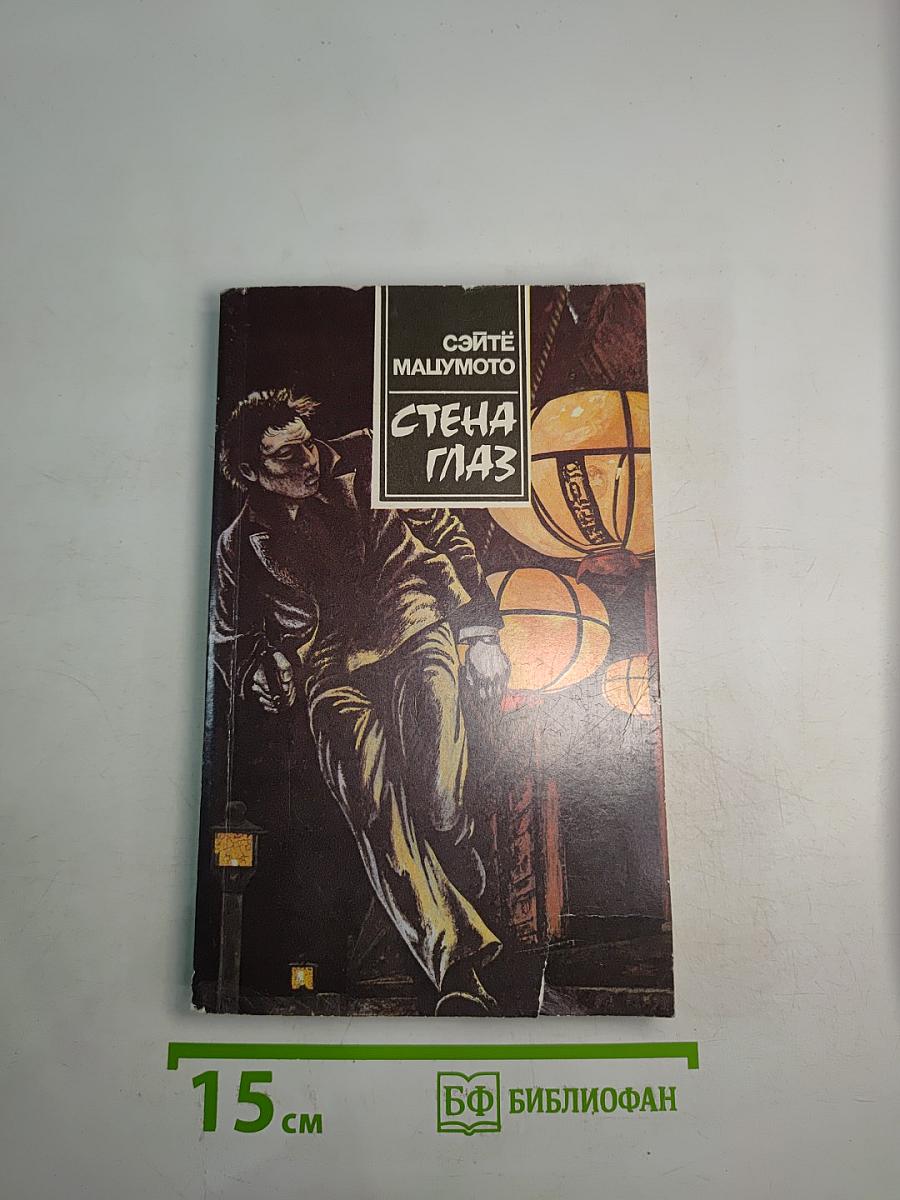 СЭЙТЁ
МАЦУМОТО
СТЕНА
ГЛАЗ
15 см
БФ БИБЛИОФАН